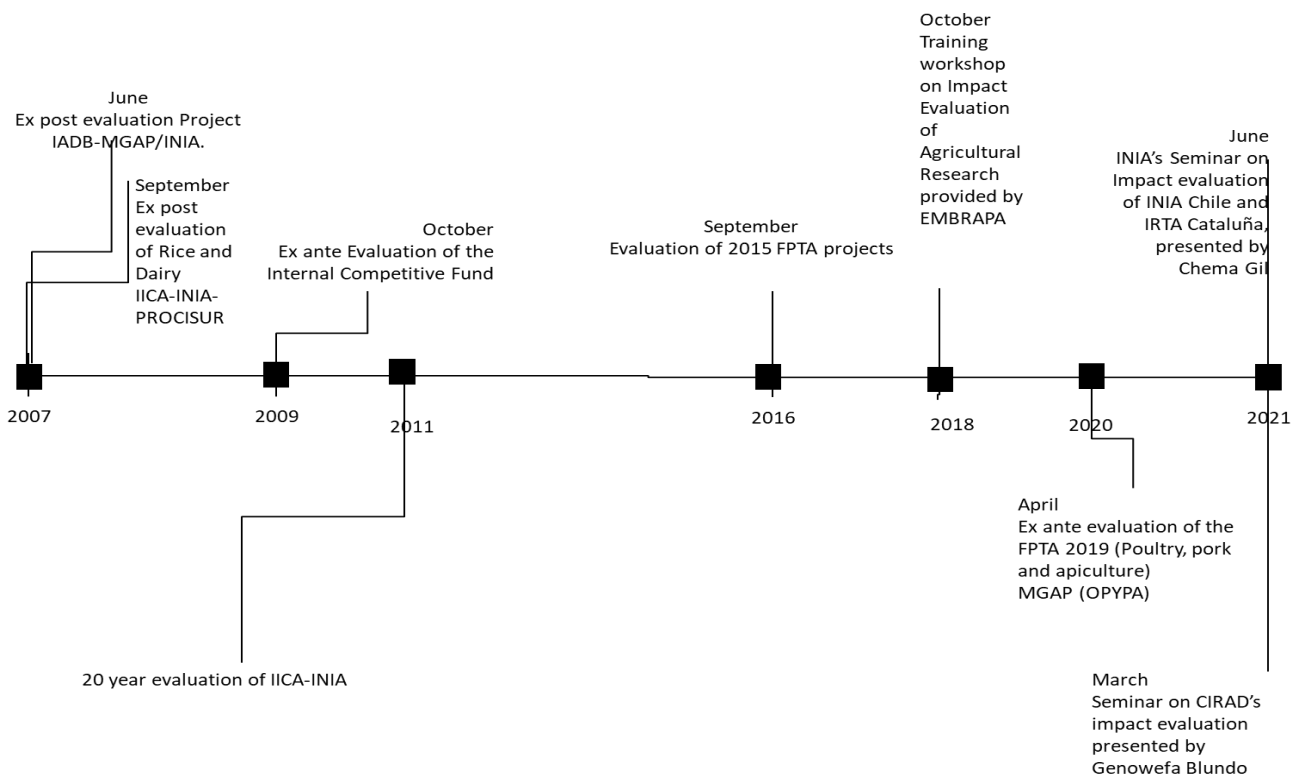 October
Training
workshop
on Impact
Evaluation
of
Agricultural
Research
provided by
EMBRAPA
June
Ex post evaluation Project
IADB-MGAP/INIA.
September
Ex post
evaluation
of Rice and
Dairy
IICA-INIA-
PROCISUR
October
Ex ante Evaluation of the
Internal Competitive Fund
September
Evaluation of 2015 FPTA projects
June
INIA’s Seminar on
Impact evaluation
of INIA Chile and
IRTA Cataluña,
presented by
Chema Gil
2007
2009
2011
2016
2018
2020
2021
April
Ex ante evaluation of the
FPTA 2019 (Poultry, pork
and apiculture)
MGAP (OPYPA)
20 year evaluation of IICA-INIA
March
Seminar on CIRAD’s
impact evaluation
presented by
Genowefa Blundo